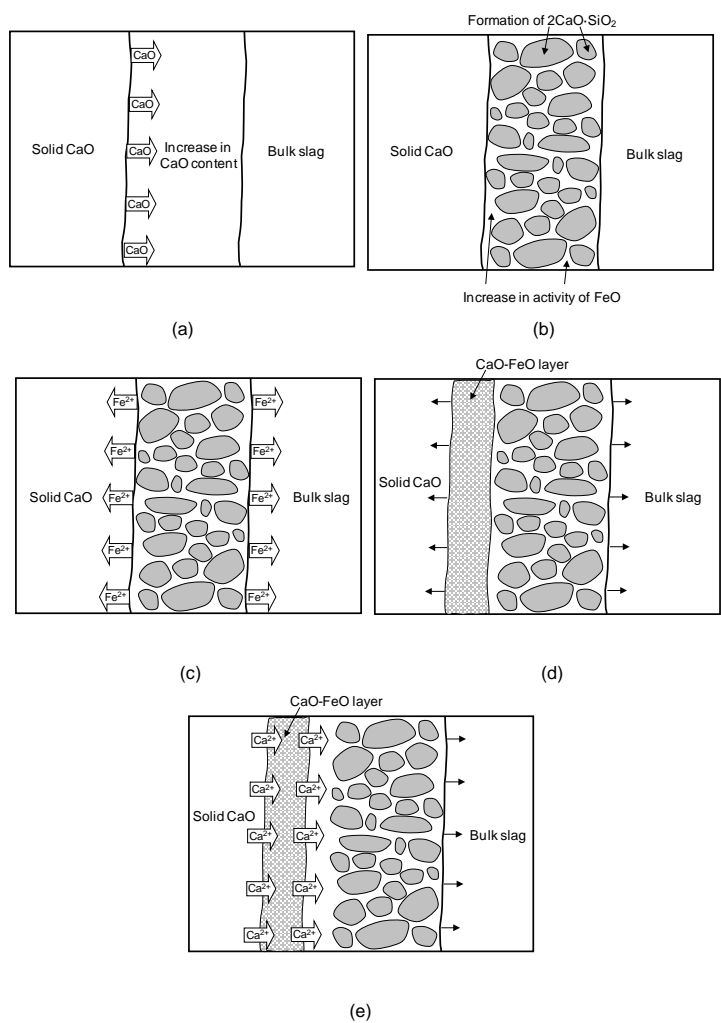 Solid CaO
CaO
CaO
CaO
CaO
CaO
Increase in
CaO content
Bulk slag
(a)
Formation of 2CaO·SiO₂
Solid CaO
Bulk slag
Increase in activity of FeO
(b)
Solid CaO
Fe²⁺
Fe²⁺
Fe²⁺
Fe²⁺
Fe²⁺
Fe²⁺
Fe²⁺
Fe²⁺
Fe²⁺
Fe²⁺
Bulk slag
(c)
CaO-FeO layer
Solid CaO
Bulk slag
(d)
CaO-FeO layer
Solid CaO
Ca²⁺
Ca²⁺
Ca²⁺
Ca²⁺
Ca²⁺
Ca²⁺
Ca²⁺
Ca²⁺
Ca²⁺
Ca²⁺
Bulk slag
(e)